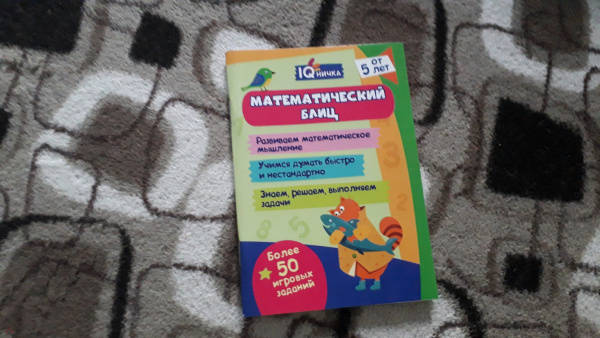 IQничка
5 от лет
МАТЕМАТИЧЕСКИЙ
БЛИЦ
Развиваем математическое
мышление
Учимся думать быстро
и нестандартно
Знаем, решаем, выполняем
задачи
Более
50
игровых
заданий